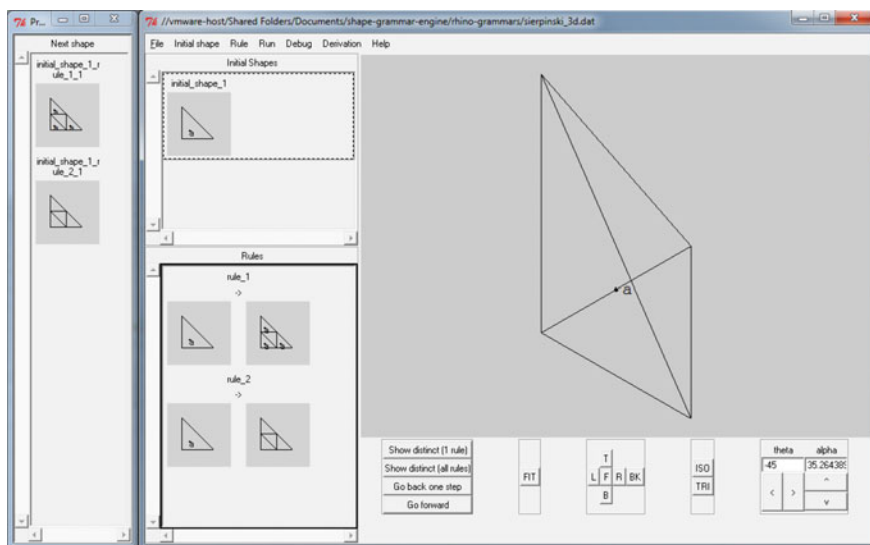 Pr...
Next shape
initial_shape_1_r
ule_1_1
initial_shape_1_r
ule_2_1
//vmware-host/Shared Folders/Documents/shape-grammar-engine/rhino-grammars/sierpinski_3d.dat
File Initial shape Rule Run Debug Derivation Help
Initial Shapes
initial_shape_1
Rules
rule_1
->
rule_2
->
a
Show distinct (1 rule)
Show distinct (all rules)
Go back one step
Go forward
FIT
T
L F R BK
B
ISO
TRI
theta alpha
-45 35.264389
< > ^
v